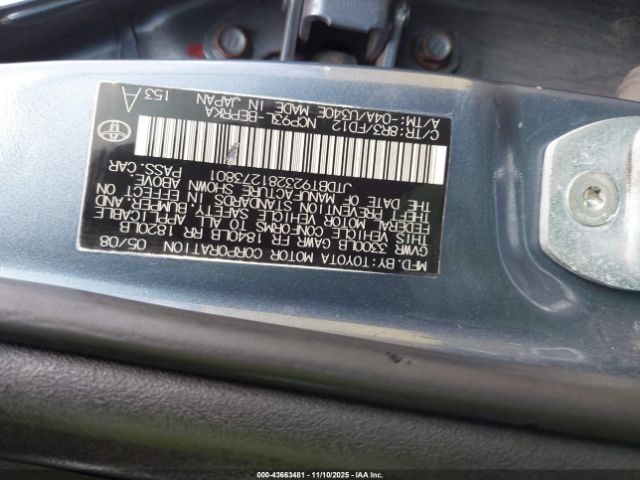 MFD. BY: TOYOTA MOTOR CORPORATION 05/08
GVWR 3300LB GAWR FR 1840LB RR 1820LB
THIS VEHICLE CONFORMS TO ALL APPLICABLE
FEDERAL MOTOR VEHICLE SAFETY, BUMPER, AND
THEFT PREVENTION STANDARDS IN EFFECT ON
THE DATE OF MANUFACTURE SHOWN ABOVE.
JTDBT923281273801 PASS. CAR
C/TR: 8R3/FD12 NCP93L-BEPRKA
A/TM: -04A/U340E MADE IN JAPAN 153 A
000-43663481 - 11/10/2025 - IAAI.COM